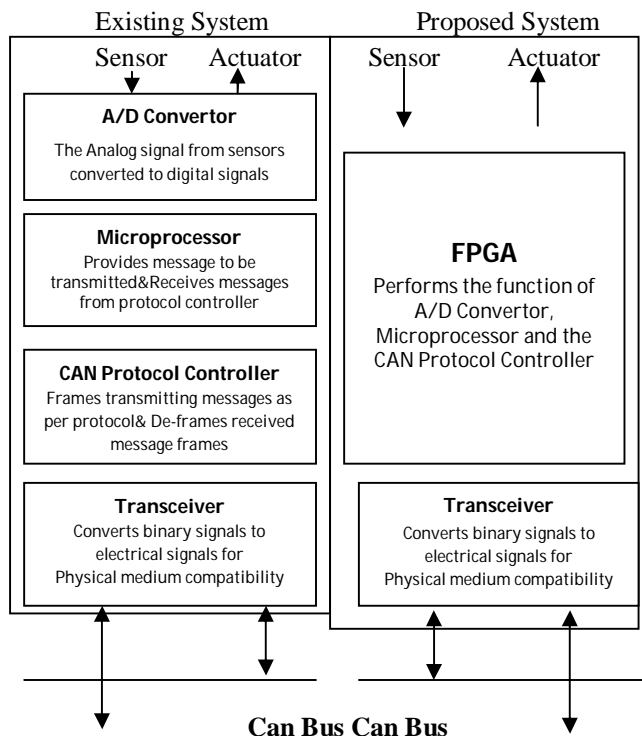 Existing System
Sensor Actuator
A/D Convertor
The Analog signal from sensors
converted to digital signals
Microprocessor
Provides message to be
transmitted&Receives messages
from protocol controller
CAN Protocol Controller
Frames transmitting messages as
per protocol& De-frames received
message frames
Transceiver
Converts binary signals to
electrical signals for
Physical medium compatibility
Proposed System
Sensor Actuator
FPGA
Performs the function of
A/D Convertor,
Microprocessor and the
CAN Protocol Controller
Transceiver
Converts binary signals to
electrical signals for
Physical medium compatibility
Can Bus Can Bus